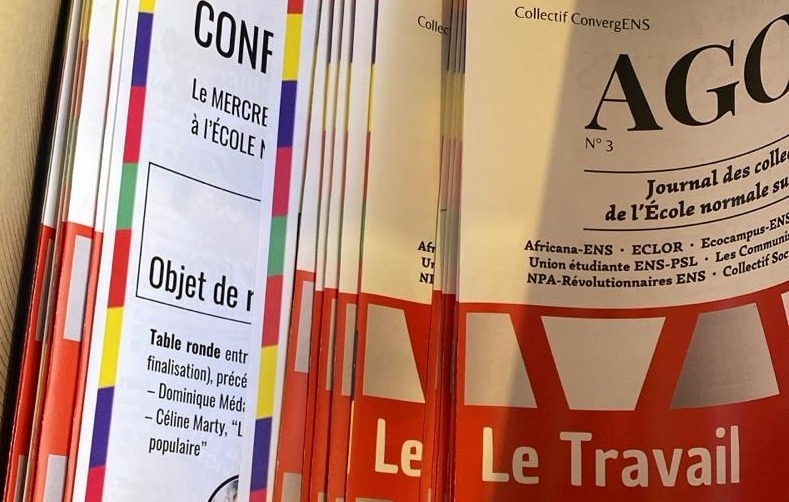 CONF
Le MERCRE
à l'ÉCOLE
Objet de r
Table ronde entr
finalisation), précé
– Dominique Méda
– Céline Marty, "L
populaire"
Collec
Afr
Le
Collectif ConvergENS
AGO
N° 3
Journal des colle
de l'École normale su
Africana-ENS · ECLOR · Ecocampus-ENS
Union étudiante ENS-PSL · Les Communi
NPA-Révolutionnaires ENS · Collectif Soc
Le Travail